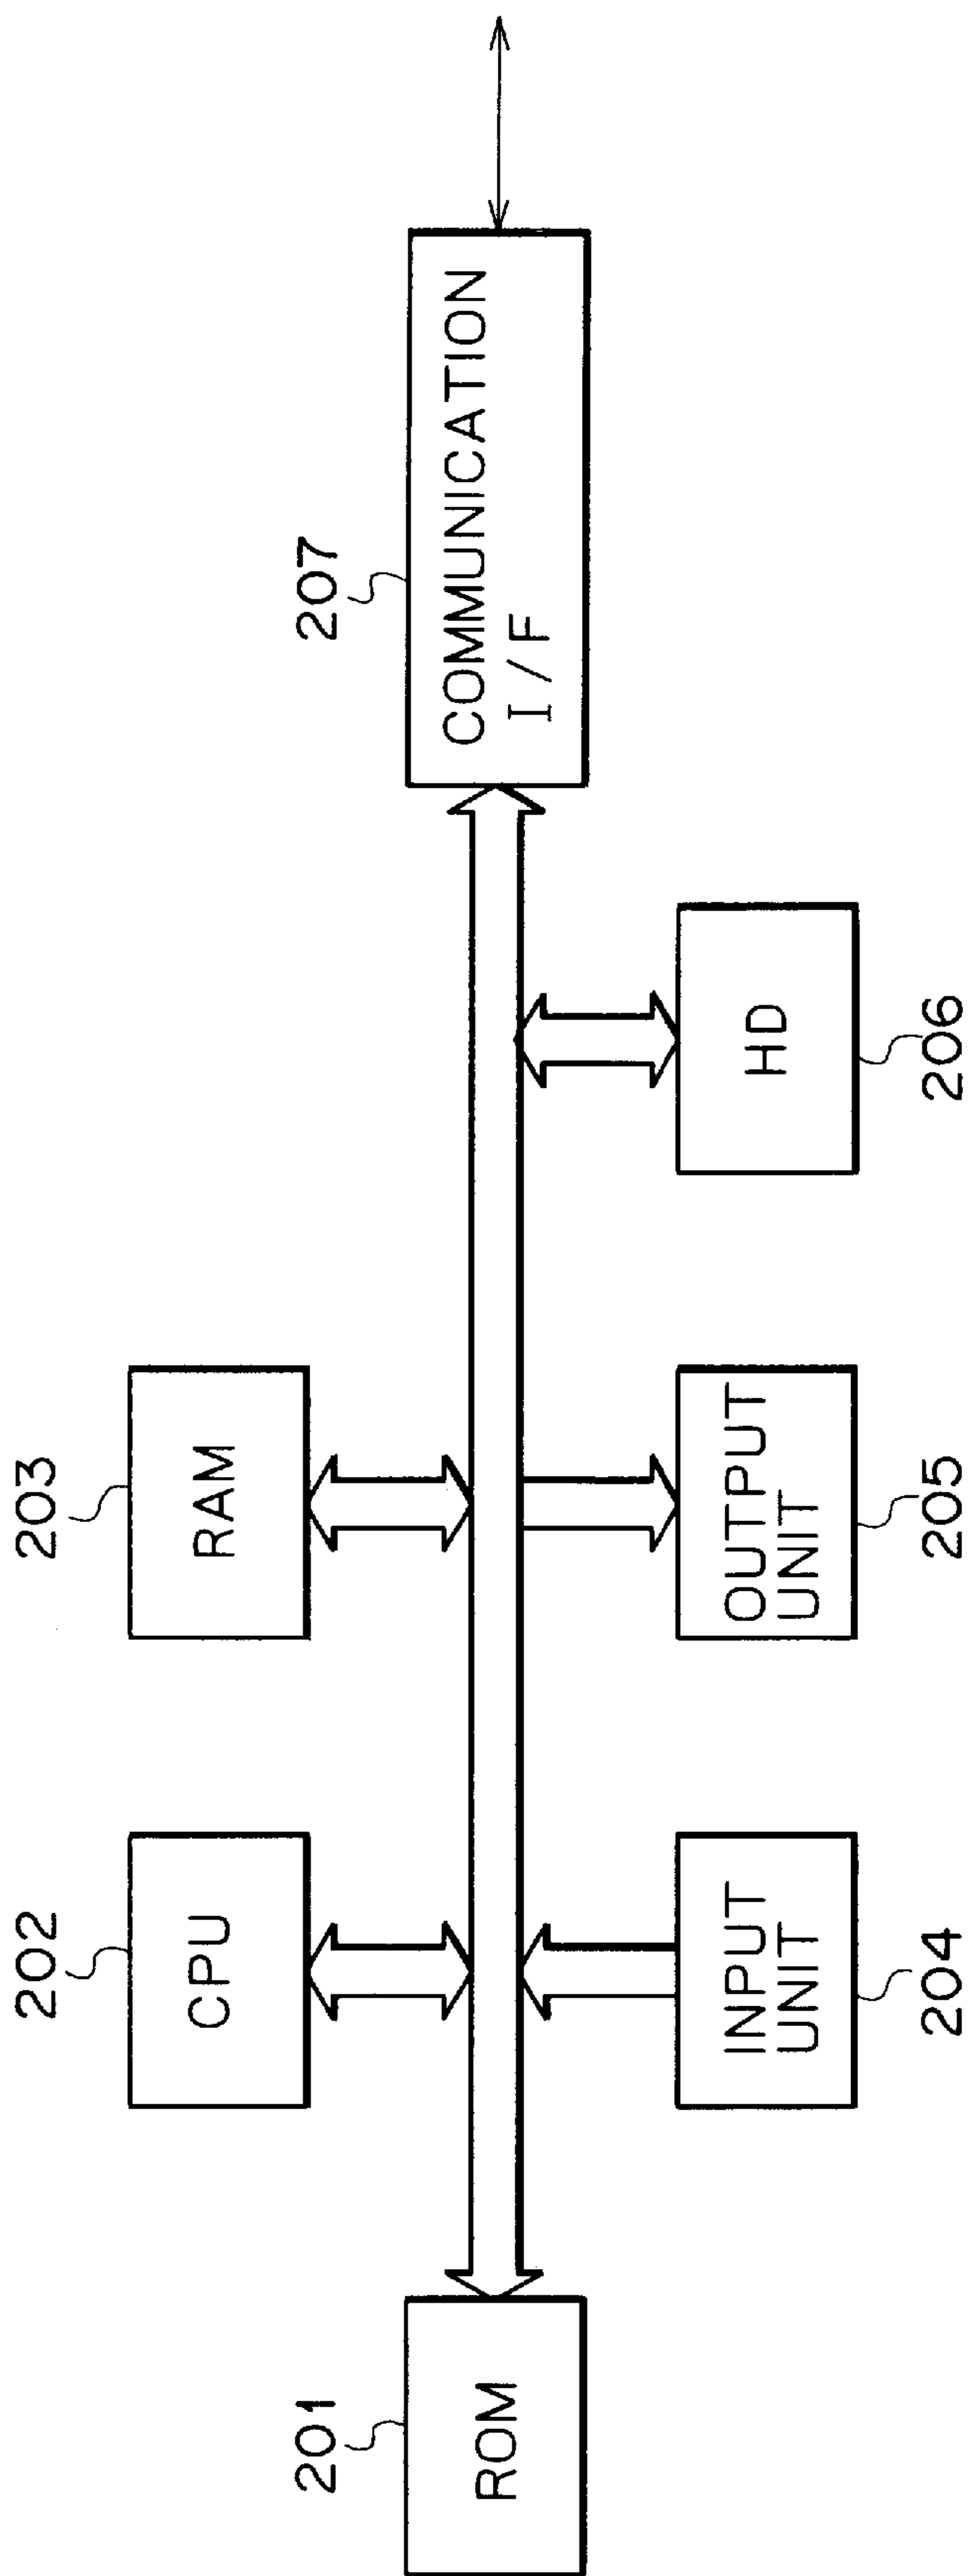 202
203
CPU
RAM
201
207
ROM
COMMUNICATION
I/F
INPUT
UNIT
OUTPUT
UNIT
HD
204
205
206